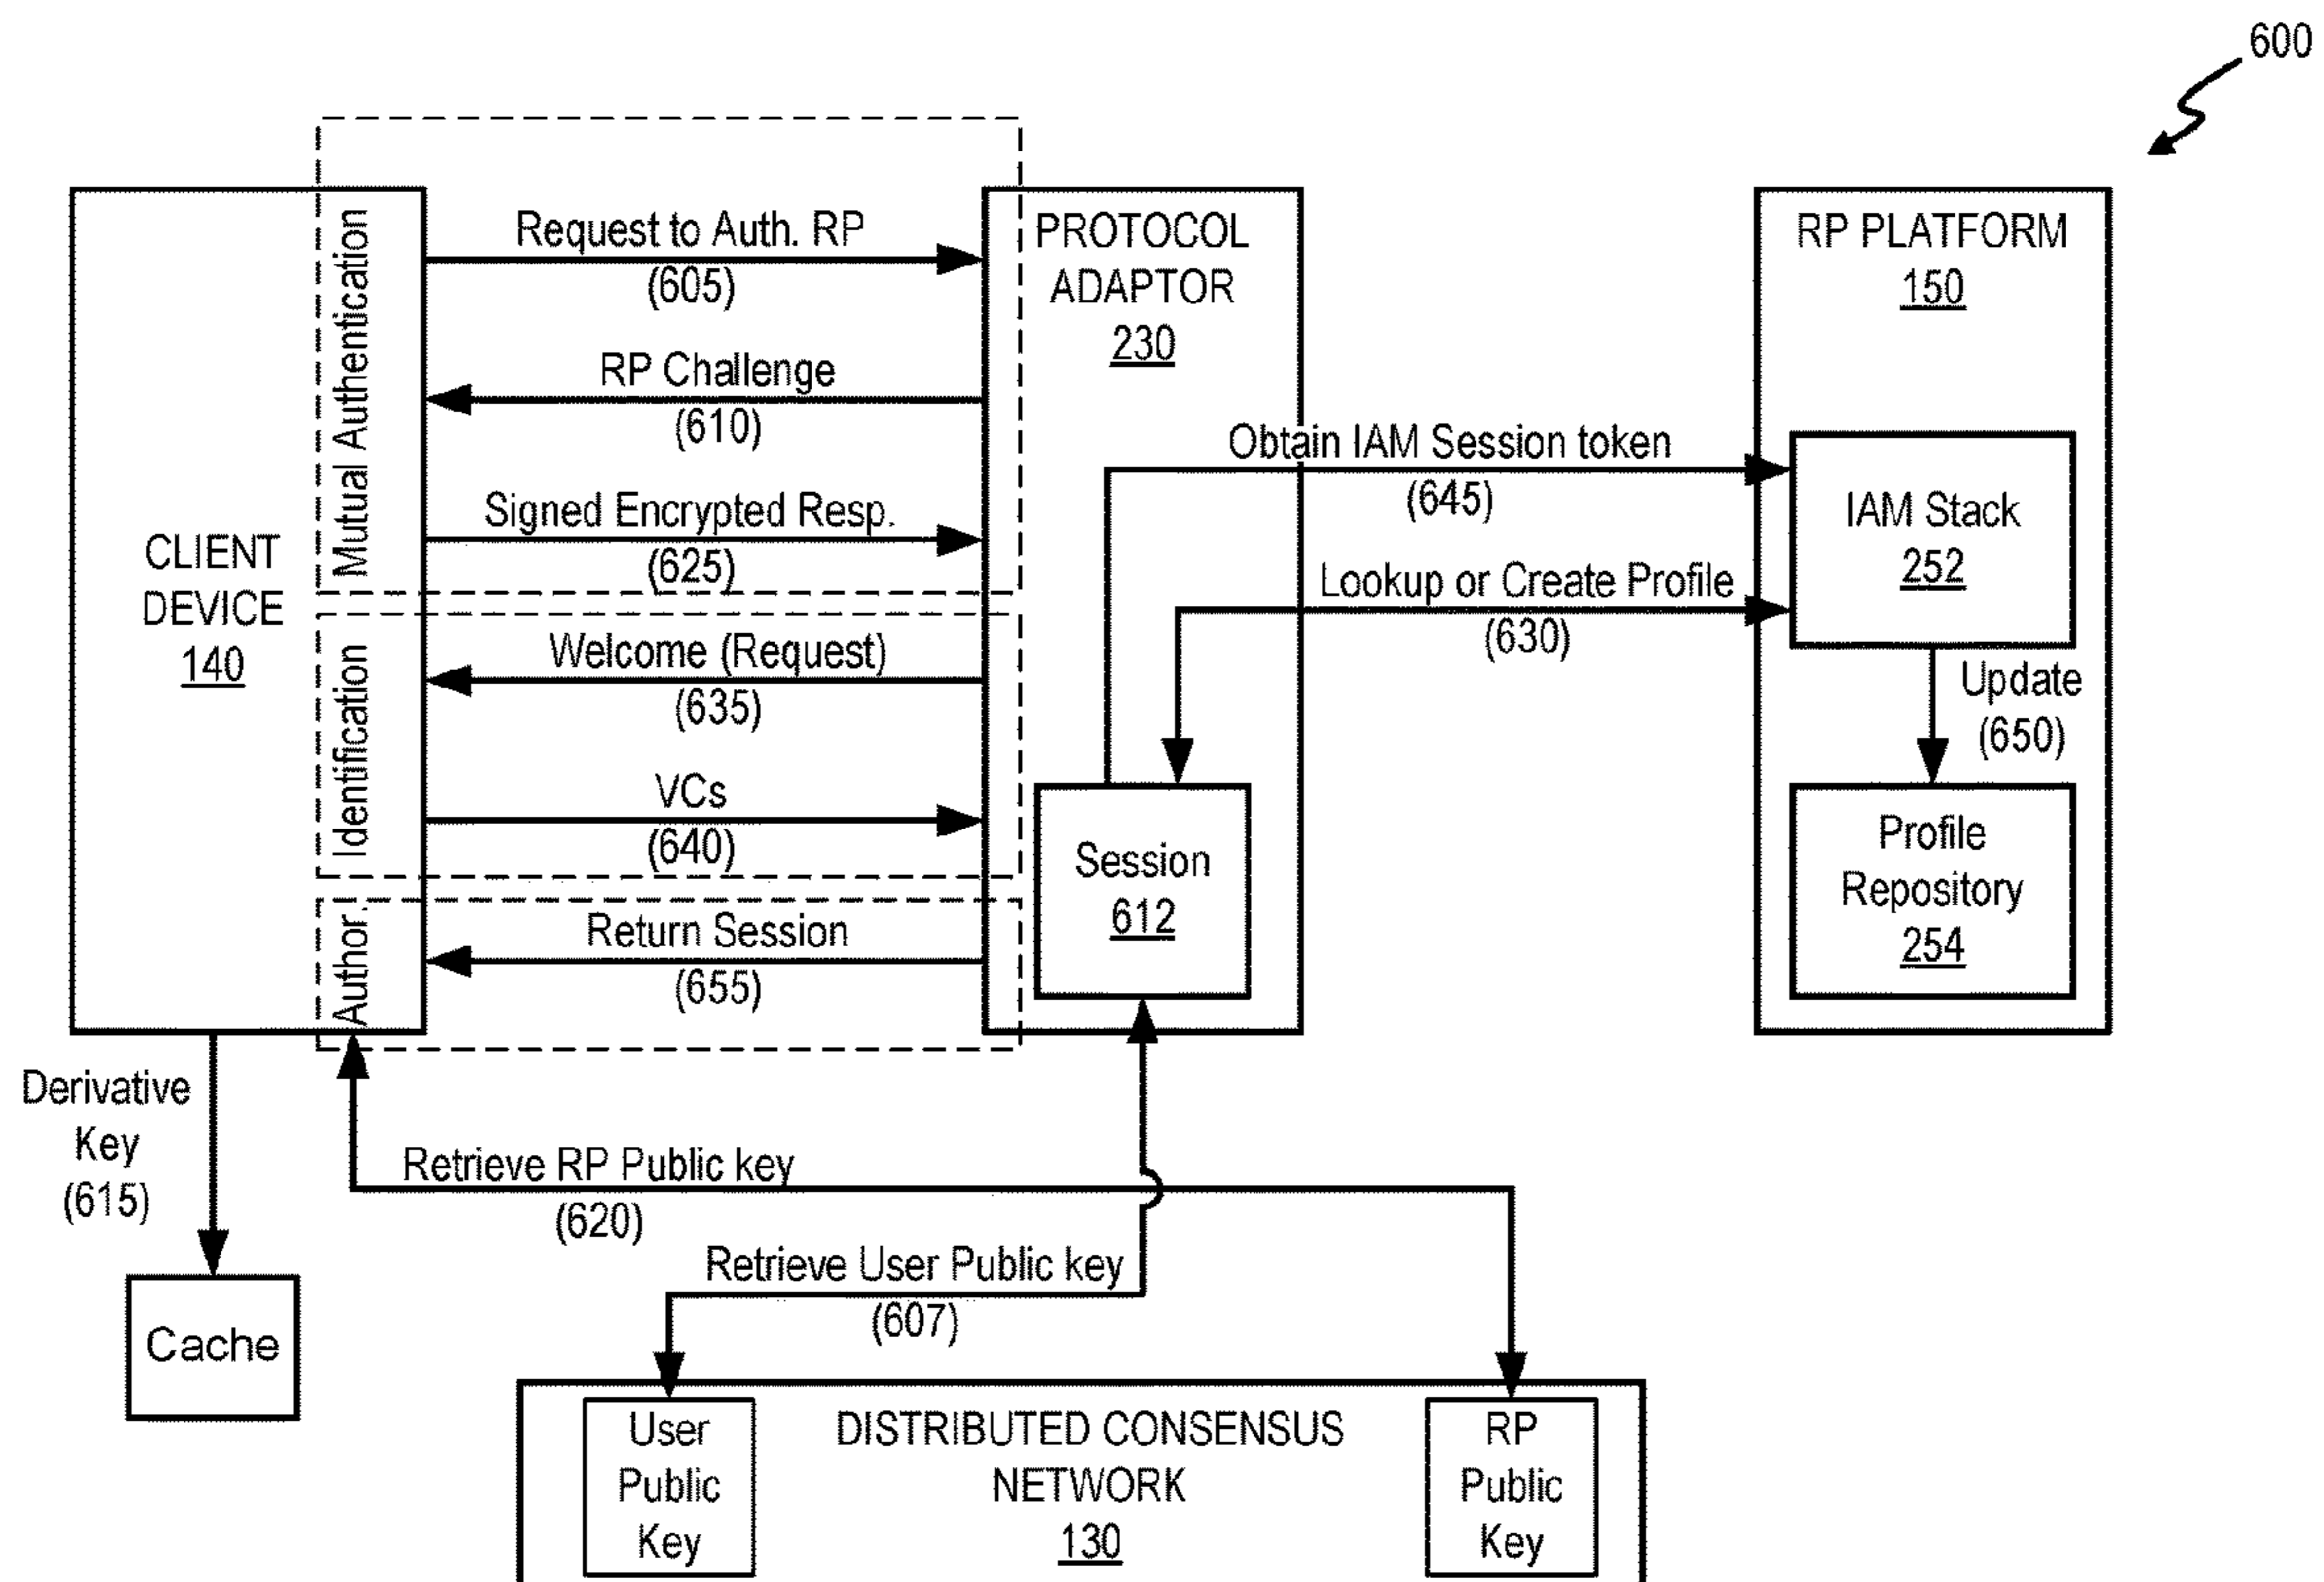 600
Mutual Authentication
Request to Auth. RP
(605)
RP Challenge
(610)
Signed Encrypted Resp.
(625)
CLIENT
DEVICE
140
Identification
Welcome (Request)
(635)
VCs
(640)
Author.
Return Session
(655)
PROTOCOL
ADAPTOR
230
Session
612
Obtain IAM Session token
(645)
Lookup or Create Profile
(630)
RP PLATFORM
150
IAM Stack
252
Update
(650)
Profile
Repository
254
Derivative
Key
(615)
Cache
Retrieve RP Public key
(620)
Retrieve User Public key
(607)
User
Public
Key
DISTRIBUTED CONSENSUS
NETWORK
130
RP
Public
Key